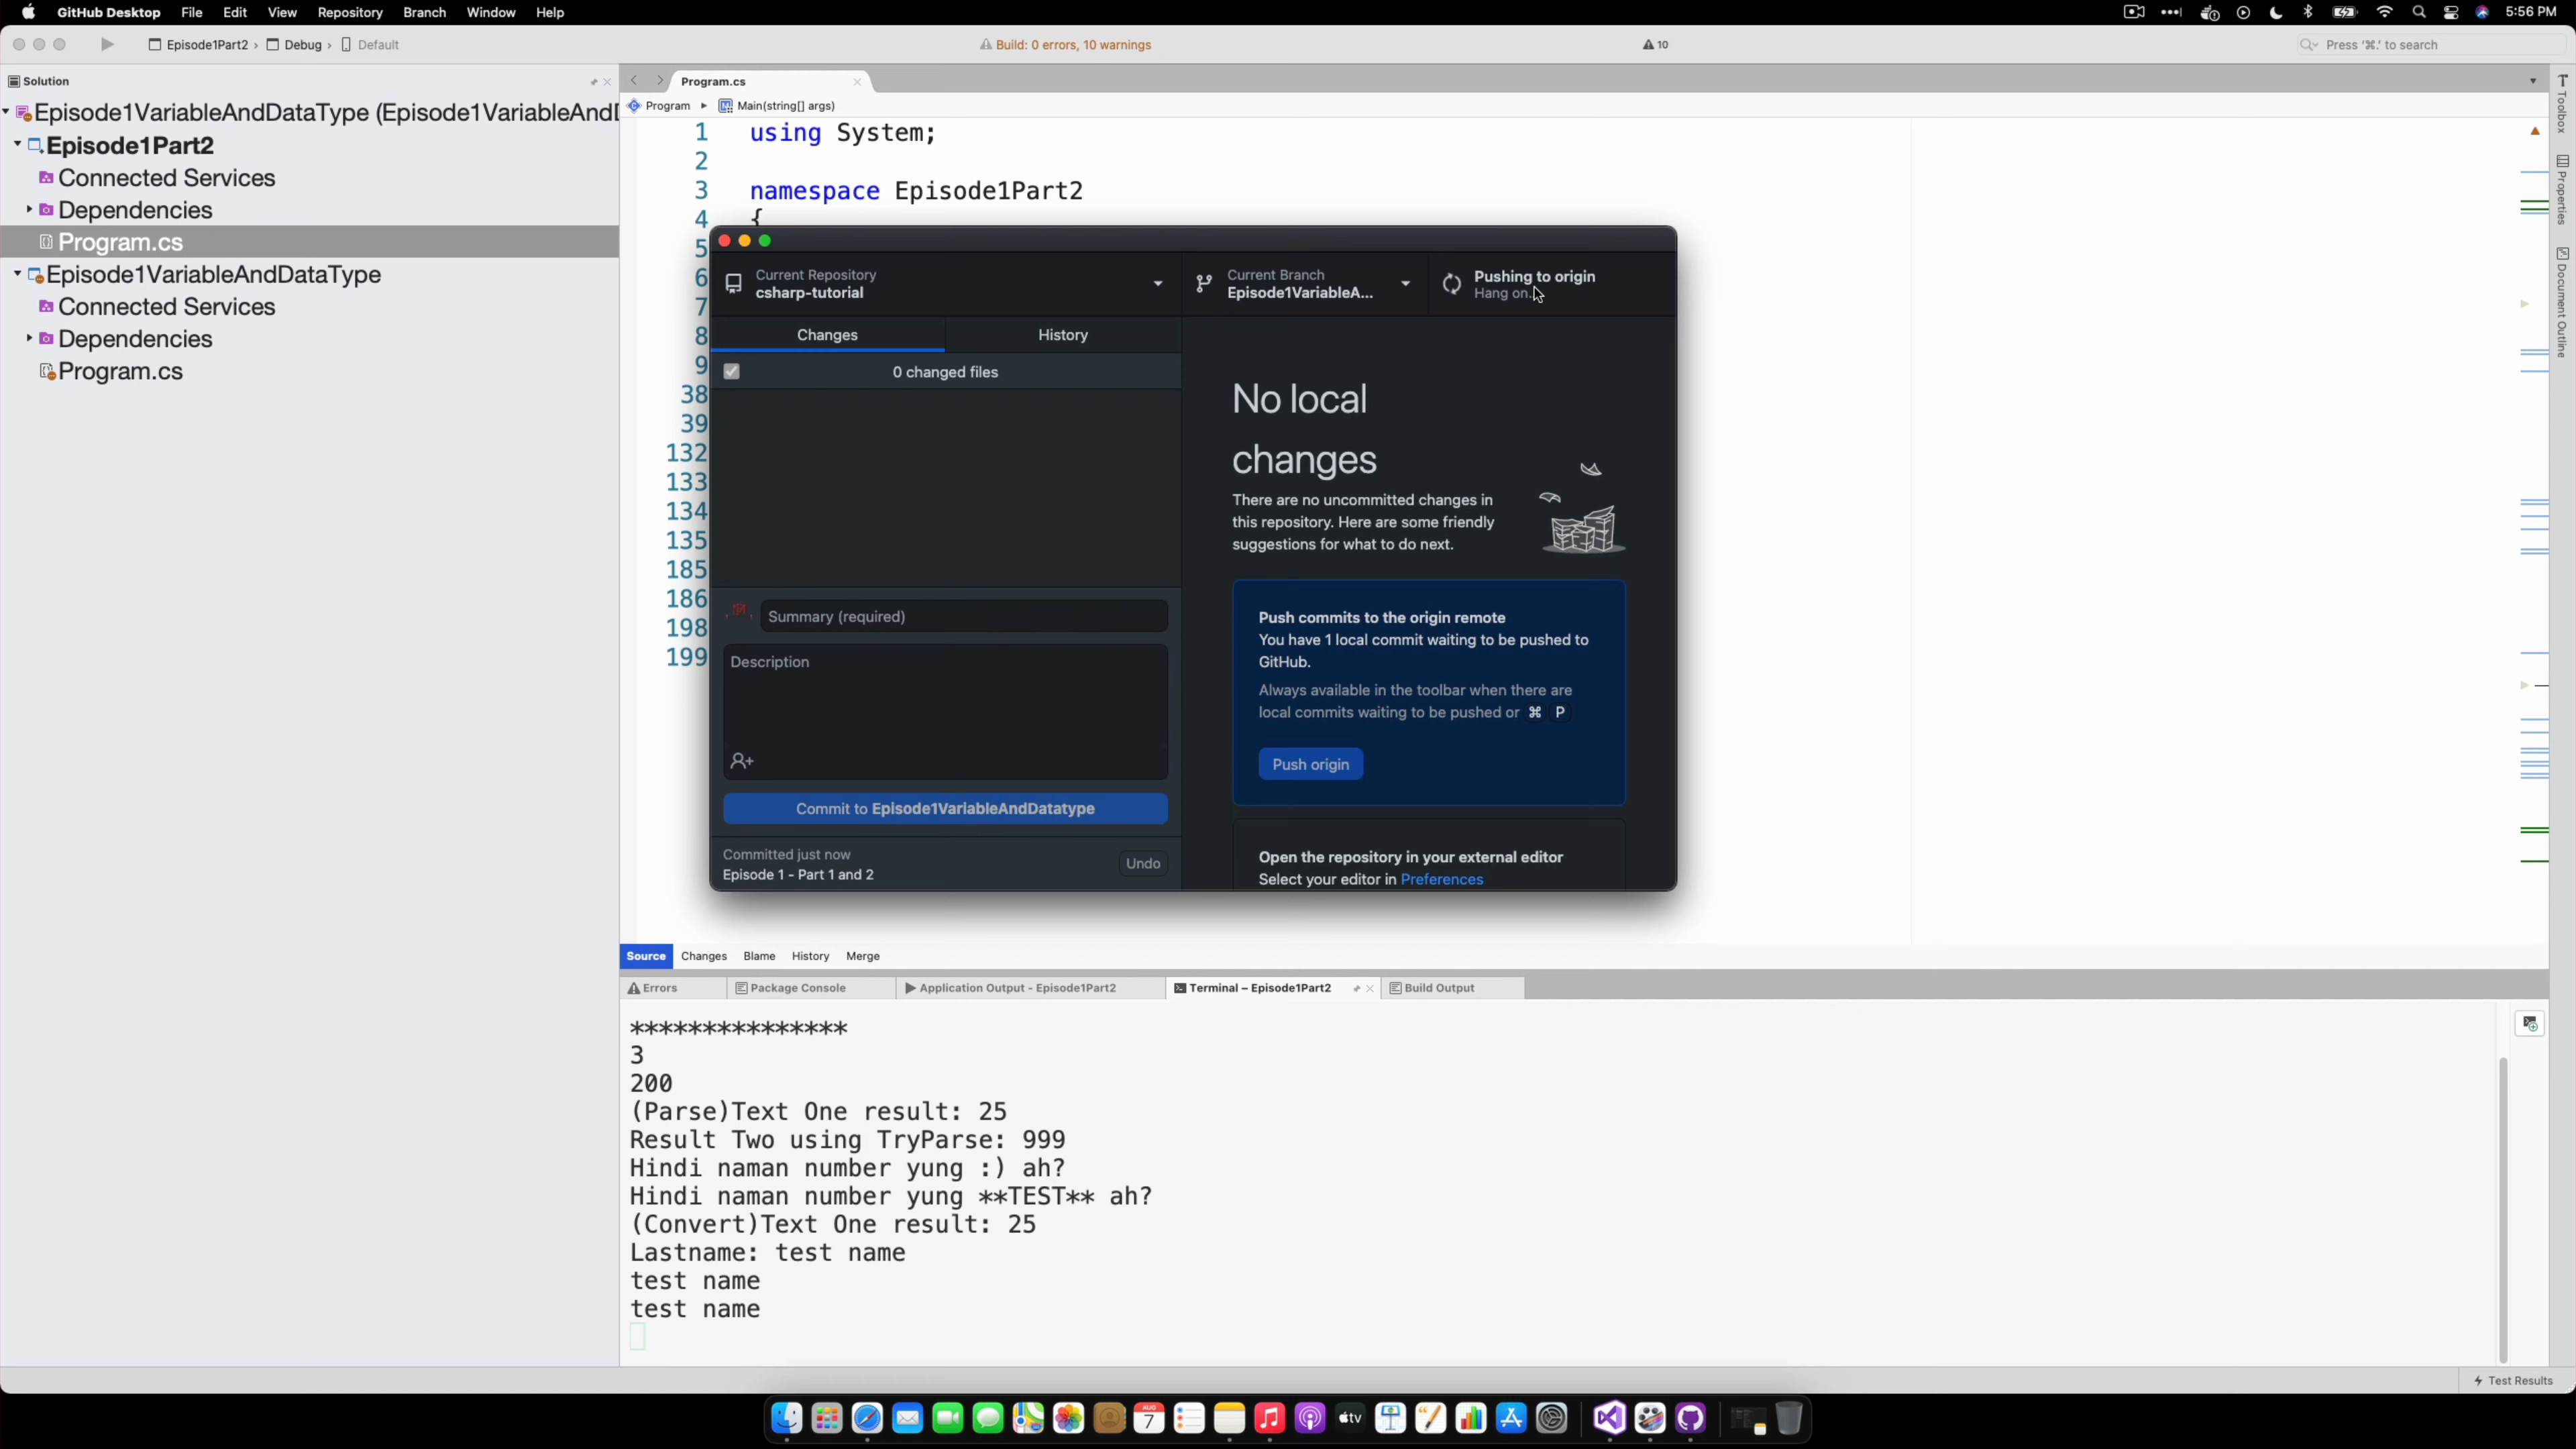 GitHub Desktop File Edit View Repository Branch Window Help 5:56 PM
Episode1Part2 › Debug › Default
Build: 0 errors, 10 warnings
10
Press '⌘.' to search
Solution
Episode1VariableAndDataType (Episode1VariableAnd
Episode1Part2
Connected Services
Dependencies
Program.cs
Episode1VariableAndDataType
Connected Services
Dependencies
Program.cs
Program.cs
Program ▸ Main(string[] args)
1 using System;
2
3 namespace Episode1Part2
4 {
5
6
7
8
9
38
39
132
133
134
135
185
186
198
199
Current Repository
csharp-tutorial
Current Branch
Episode1VariableA...
Pushing to origin
Hang on...
Changes History
0 changed files
Summary (required)
Description
Commit to Episode1VariableAndDatatype
Committed just now
Episode 1 - Part 1 and 2
Undo
No local
changes
There are no uncommitted changes in
this repository. Here are some friendly
suggestions for what to do next.
Push commits to the origin remote
You have 1 local commit waiting to be pushed to
GitHub.
Always available in the toolbar when there are
local commits waiting to be pushed or ⌘ P
Push origin
Open the repository in your external editor
Select your editor in Preferences
Toolbox
Properties
Document Outline
Source Changes Blame History Merge
Errors Package Console Application Output - Episode1Part2 Terminal – Episode1Part2 Build Output
***************
3
200
(Parse)Text One result: 25
Result Two using TryParse: 999
Hindi naman number yung :) ah?
Hindi naman number yung **TEST** ah?
(Convert)Text One result: 25
Lastname: test name
test name
test name
Test Results
AUG
7
tv